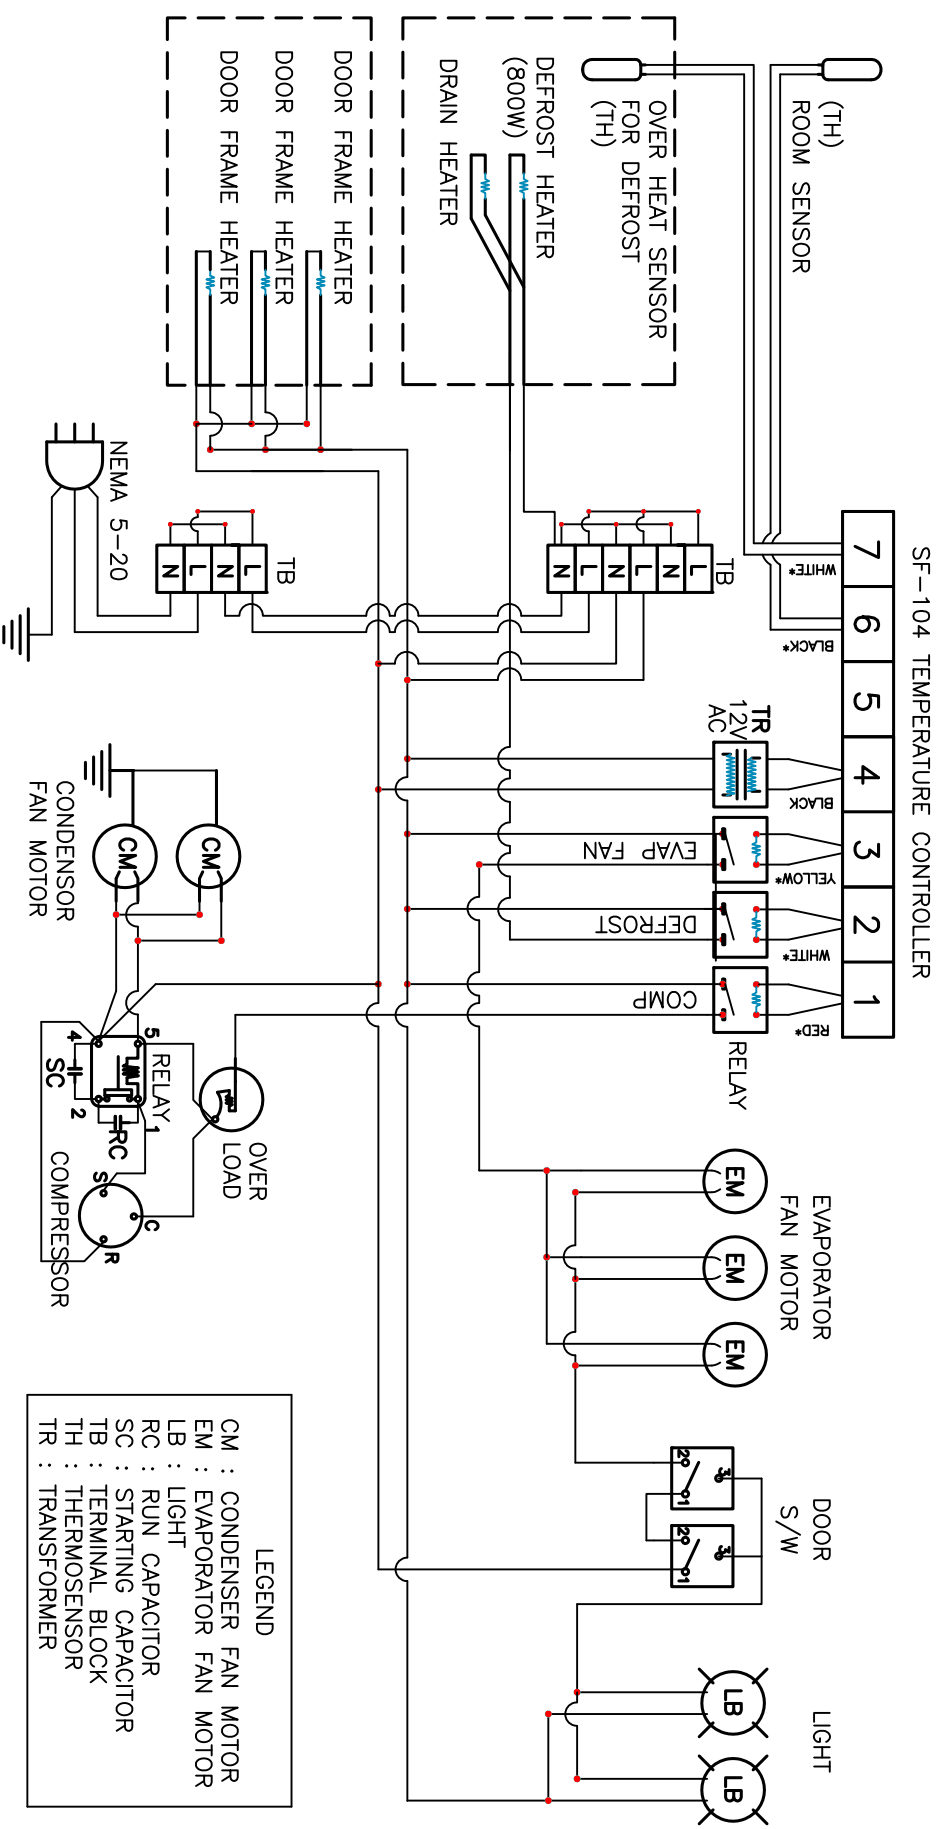 SF-104 TEMPERATURE CONTROLLER
7
6
5
4
3
2
1
WHITE*
BLACK*
BLACK
YELLOW*
WHITE*
RED*
(TH)
ROOM SENSOR
OVER HEAT SENSOR
FOR DEFROST
(TH)
DEFROST HEATER
(800W)
DRAIN HEATER
DOOR FRAME HEATER
DOOR FRAME HEATER
DOOR FRAME HEATER
TB
L
N
L
N
L
N
TB
L
N
L
N
NEMA 5-20
TR
12V
AC
EVAP FAN
DEFROST
COMP
RELAY
EVAPORATOR
FAN MOTOR
EM
EM
EM
DOOR
S/W
3
2
1
3
2
1
LIGHT
LB
LB
CM
CM
CONDENSOR
FAN MOTOR
OVER
LOAD
RELAY
5
4
1
2
SC
RC
COMPRESSOR
S
C
R
LEGEND
CM : CONDENSER FAN MOTOR
EM : EVAPORATOR FAN MOTOR
LB : LIGHT
RC : RUN CAPACITOR
SC : STARTING CAPACITOR
TB : TERMINAL BLOCK
TH : THERMOSENSOR
TR : TRANSFORMER